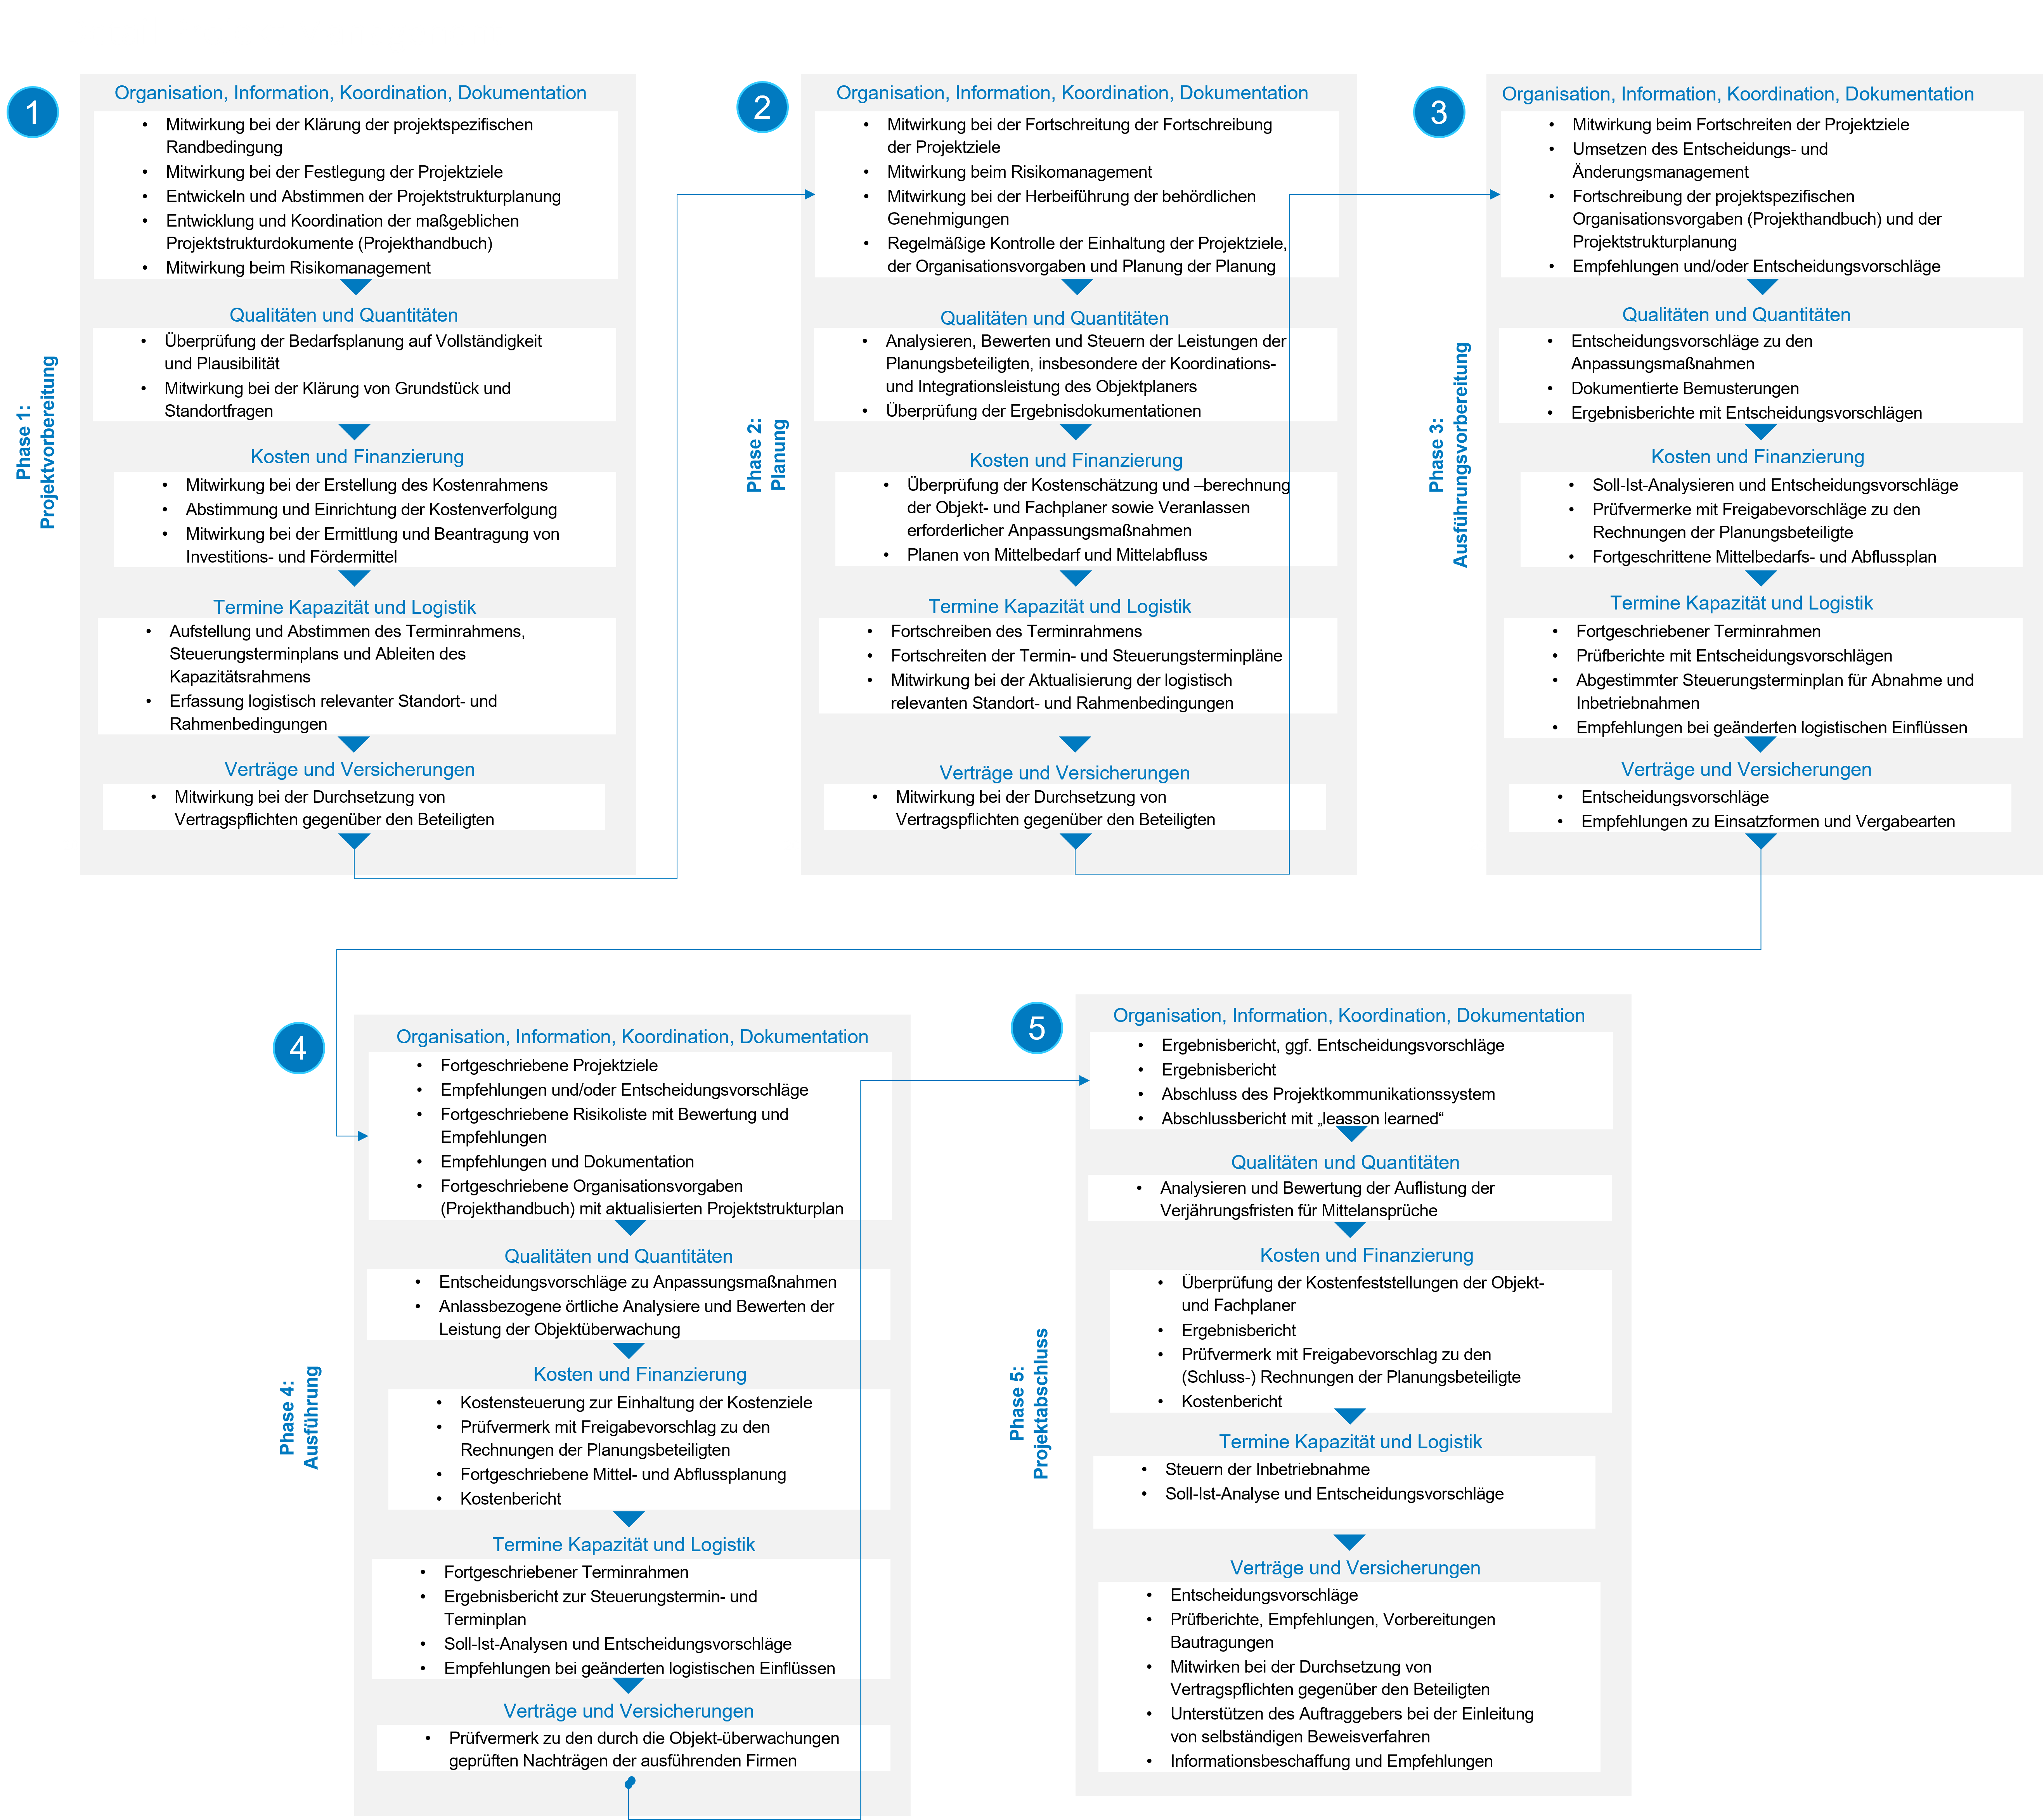 1
Phase 1:
Projektvorbereitung
Organisation, Information, Koordination, Dokumentation
• Mitwirkung bei der Klärung der projektspezifischen
Randbedingung
• Mitwirkung bei der Festlegung der Projektziele
• Entwickeln und Abstimmen der Projektstrukturplanung
• Entwicklung und Koordination der maßgeblichen
Projektstrukturdokumente (Projekthandbuch)
• Mitwirkung beim Risikomanagement
Qualitäten und Quantitäten
• Überprüfung der Bedarfsplanung auf Vollständigkeit
und Plausibilität
• Mitwirkung bei der Klärung von Grundstück und
Standortfragen
Kosten und Finanzierung
• Mitwirkung bei der Erstellung des Kostenrahmens
• Abstimmung und Einrichtung der Kostenverfolgung
• Mitwirkung bei der Ermittlung und Beantragung von
Investitions- und Fördermittel
Termine Kapazität und Logistik
• Aufstellung und Abstimmen des Terminrahmens,
Steuerungsterminplans und Ableiten des
Kapazitätsrahmens
• Erfassung logistisch relevanter Standort- und
Rahmenbedingungen
Verträge und Versicherungen
• Mitwirkung bei der Durchsetzung von
Vertragspflichten gegenüber den Beteiligten
2
Phase 2:
Planung
Organisation, Information, Koordination, Dokumentation
• Mitwirkung bei der Fortschreitung der Fortschreibung
der Projektziele
• Mitwirkung beim Risikomanagement
• Mitwirkung bei der Herbeiführung der behördlichen
Genehmigungen
• Regelmäßige Kontrolle der Einhaltung der Projektziele,
der Organisationsvorgaben und Planung der Planung
Qualitäten und Quantitäten
• Analysieren, Bewerten und Steuern der Leistungen der
Planungsbeteiligten, insbesondere der Koordinations-
und Integrationsleistung des Objektplaners
• Überprüfung der Ergebnisdokumentationen
Kosten und Finanzierung
• Überprüfung der Kostenschätzung und –berechnung
der Objekt- und Fachplaner sowie Veranlassen
erforderlicher Anpassungsmaßnahmen
• Planen von Mittelbedarf und Mittelabfluss
Termine Kapazität und Logistik
• Fortschreiben des Terminrahmens
• Fortschreiten der Termin- und Steuerungsterminpläne
• Mitwirkung bei der Aktualisierung der logistisch
relevanten Standort- und Rahmenbedingungen
Verträge und Versicherungen
• Mitwirkung bei der Durchsetzung von
Vertragspflichten gegenüber den Beteiligten
3
Phase 3:
Ausführungsvorbereitung
Organisation, Information, Koordination, Dokumentation
• Mitwirkung beim Fortschreiten der Projektziele
• Umsetzen des Entscheidungs- und
Änderungsmanagement
• Fortschreibung der projektspezifischen
Organisationsvorgaben (Projekthandbuch) und der
Projektstrukturplanung
• Empfehlungen und/oder Entscheidungsvorschläge
Qualitäten und Quantitäten
• Entscheidungsvorschläge zu den
Anpassungsmaßnahmen
• Dokumentierte Bemusterungen
• Ergebnisberichte mit Entscheidungsvorschlägen
Kosten und Finanzierung
• Soll-Ist-Analysieren und Entscheidungsvorschläge
• Prüfvermerke mit Freigabevorschläge zu den
Rechnungen der Planungsbeteiligte
• Fortgeschrittene Mittelbedarfs- und Abflussplan
Termine Kapazität und Logistik
• Fortgeschriebener Terminrahmen
• Prüfberichte mit Entscheidungsvorschlägen
• Abgestimmter Steuerungsterminplan für Abnahme und
Inbetriebnahmen
• Empfehlungen bei geänderten logistischen Einflüssen
Verträge und Versicherungen
• Entscheidungsvorschläge
• Empfehlungen zu Einsatzformen und Vergabearten
4
Phase 4:
Ausführung
Organisation, Information, Koordination, Dokumentation
• Fortgeschriebene Projektziele
• Empfehlungen und/oder Entscheidungsvorschläge
• Fortgeschriebene Risikoliste mit Bewertung und
Empfehlungen
• Empfehlungen und Dokumentation
• Fortgeschriebene Organisationsvorgaben
(Projekthandbuch) mit aktualisierten Projektstrukturplan
Qualitäten und Quantitäten
• Entscheidungsvorschläge zu Anpassungsmaßnahmen
• Anlassbezogene örtliche Analysiere und Bewerten der
Leistung der Objektüberwachung
Kosten und Finanzierung
• Kostensteuerung zur Einhaltung der Kostenziele
• Prüfvermerk mit Freigabevorschlag zu den
Rechnungen der Planungsbeteiligten
• Fortgeschriebene Mittel- und Abflussplanung
• Kostenbericht
Termine Kapazität und Logistik
• Fortgeschriebener Terminrahmen
• Ergebnisbericht zur Steuerungstermin- und
Terminplan
• Soll-Ist-Analysen und Entscheidungsvorschläge
• Empfehlungen bei geänderten logistischen Einflüssen
Verträge und Versicherungen
• Prüfvermerk zu den durch die Objekt-überwachungen
geprüften Nachträgen der ausführenden Firmen
5
Phase 5:
Projektabschluss
Organisation, Information, Koordination, Dokumentation
• Ergebnisbericht, ggf. Entscheidungsvorschläge
• Ergebnisbericht
• Abschluss des Projektkommunikationssystem
• Abschlussbericht mit „leasson learned“
Qualitäten und Quantitäten
• Analysieren und Bewertung der Auflistung der
Verjährungsfristen für Mittelansprüche
Kosten und Finanzierung
• Überprüfung der Kostenfeststellungen der Objekt-
und Fachplaner
• Ergebnisbericht
• Prüfvermerk mit Freigabevorschlag zu den
(Schluss-) Rechnungen der Planungsbeteiligte
• Kostenbericht
Termine Kapazität und Logistik
• Steuern der Inbetriebnahme
• Soll-Ist-Analyse und Entscheidungsvorschläge
Verträge und Versicherungen
• Entscheidungsvorschläge
• Prüfberichte, Empfehlungen, Vorbereitungen
Bautragungen
• Mitwirken bei der Durchsetzung von
Vertragspflichten gegenüber den Beteiligten
• Unterstützen des Auftraggebers bei der Einleitung
von selbständigen Beweisverfahren
• Informationsbeschaffung und Empfehlungen